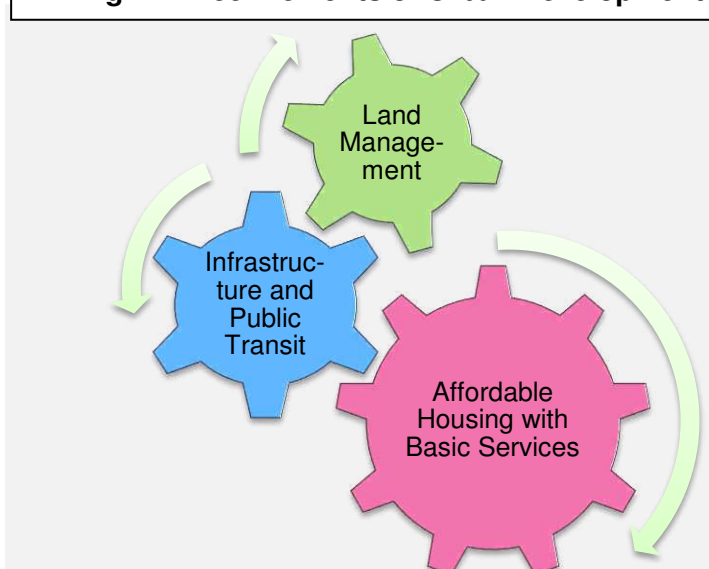 Land
Manage-
ment
Infrastruc-
ture and
Public
Transit
Affordable
Housing with
Basic Services